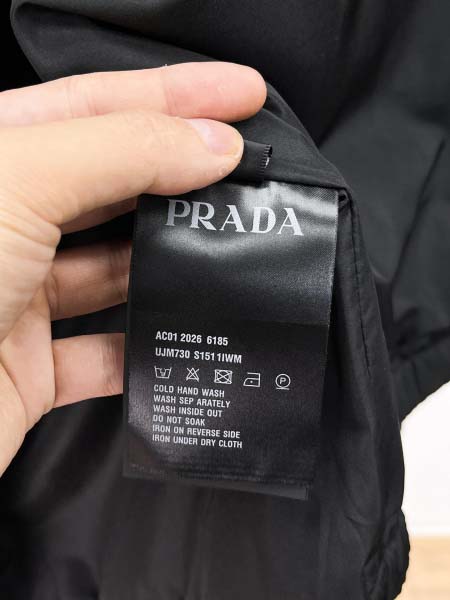 PRADA
AC01 2026 6185
UJM730 S1511IWM
P
COLD HAND WASH
WASH SEP ARATELY
WASH INSIDE OUT
DO NOT SOAK
IRON ON REVERSE SIDE
IRON UNDER DRY CLOTH